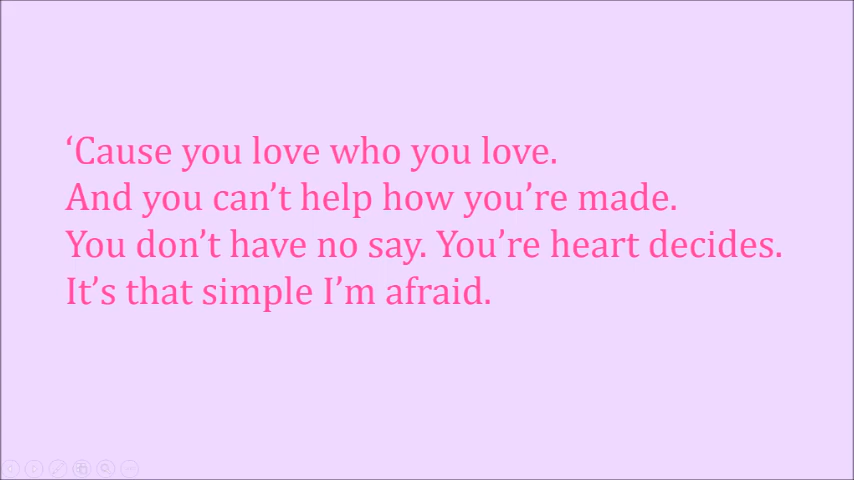 ‘Cause you love who you love.
And you can’t help how you’re made.
You don’t have no say. You’re heart decides.
It’s that simple I’m afraid.